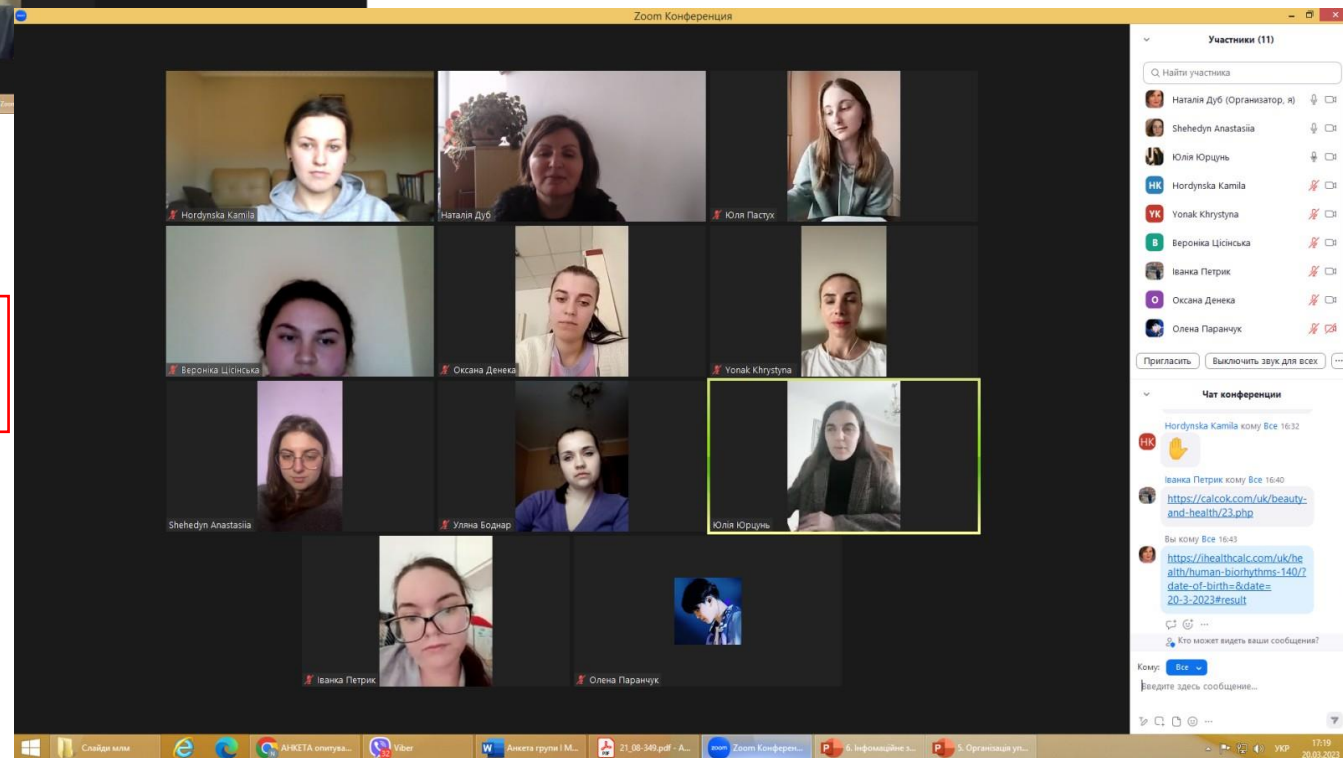 Zoom Конференция
Hordynska Kamila
Наталія Дуб
Юля Пастух
Вероніка Цісінська
Оксана Денека
Yonak Khrystyna
Shehedyn Anastasiia
Уляна Боднар
Юлія Юрцунь
Іванка Петрик
Олена Паранчук
Участники (11)
Найти участника
Наталія Дуб (Организатор, я)
Shehedyn Anastasiia
Юлія Юрцунь
HK Hordynska Kamila
YK Yonak Khrystyna
В Вероніка Цісінська
Іванка Петрик
О Оксана Денека
Олена Паранчук
Пригласить Выключить звук для всех ...
Чат конференции
Hordynska Kamila кому Все 16:32
HK
Іванка Петрик кому Все 16:40
https://calcok.com/uk/beauty-
and-health/23.php
Вы кому Все 16:43
https://ihealthcalc.com/uk/he
alth/human-biorhythms-140/?
date-of-birth=&date=
20-3-2023#result
Кто может видеть ваши сообщения?
Кому: Все
Введите здесь сообщение...
Слайди млм
АНКЕТА опитува...
Viber
Анкета групи І М...
21_08-349.pdf - A...
zoom Zoom Конферен...
6. Інформаційне з...
5. Організація уп...
УКР
17:19
20.03.2023